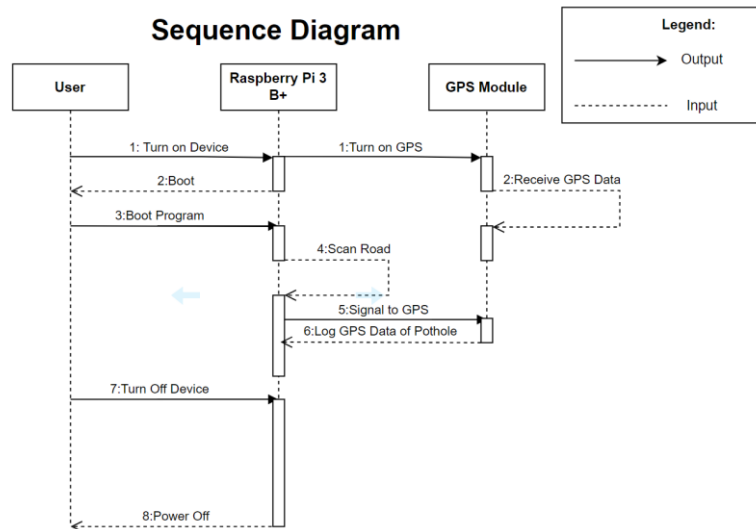 Sequence Diagram
Legend:
Output
Input
User
Raspberry Pi 3
B+
GPS Module
1: Turn on Device
1:Turn on GPS
2:Boot
2:Receive GPS Data
3:Boot Program
4:Scan Road
5:Signal to GPS
6:Log GPS Data of Pothole
7:Turn Off Device
8:Power Off